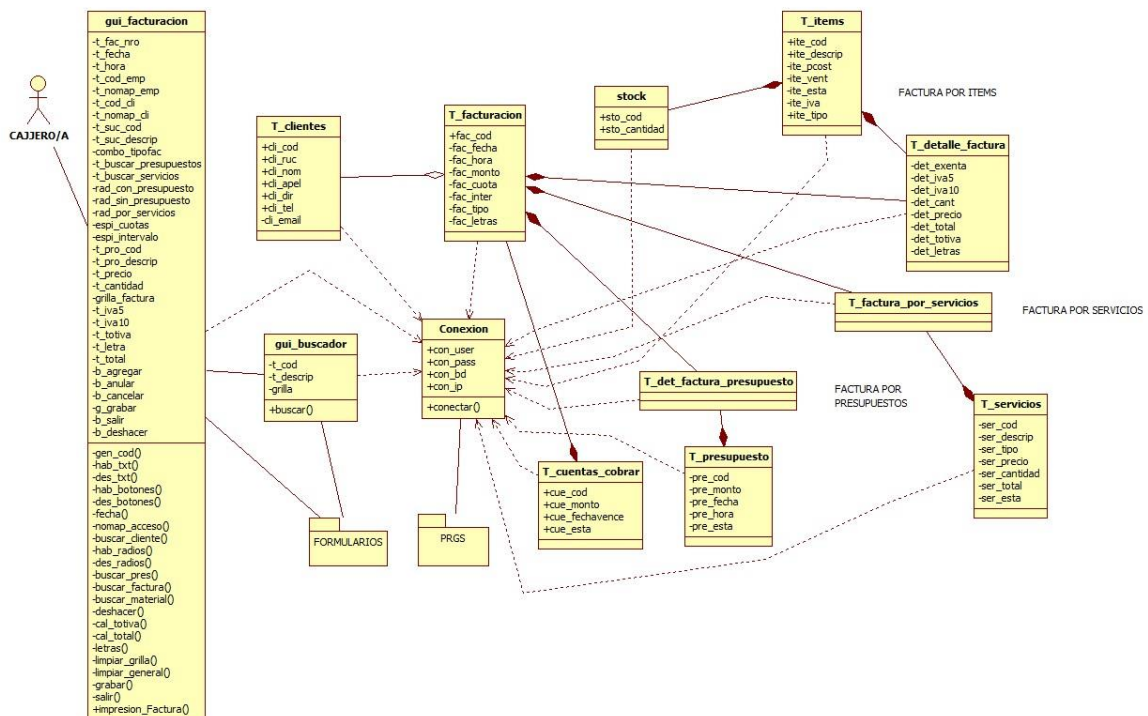 gui_facturacion
-t_fac_nro
-t_fecha
-t_hora
-t_cod_emp
-t_nomap_emp
-t_cod_cli
-t_nomap_cli
-t_suc_cod
-t_suc_descrip
-combo_tipofac
-t_buscar_presupuestos
-t_buscar_servicios
-rad_con_presupuesto
-rad_sin_presupuesto
-rad_por_servicios
-espi_cuotas
-espi_intervalo
-t_pro_cod
-t_pro_descrip
-t_precio
-t_cantidad
-grilla_factura
-t_iva5
-t_iva10
-t_totiva
-t_letra
-t_total
-b_agregar
-b_anular
-b_cancelar
-g_grabar
-b_salir
-b_deshacer
-gen_cod()
-hab_txt()
-des_txt()
-hab_botones()
-des_botones()
-fecha()
-nomap_acceso()
-buscar_cliente()
-hab_radios()
-des_radios()
-buscar_pres()
-buscar_factura()
-buscar_material()
-deshacer()
-cal_totiva()
-cal_total()
-letras()
-limpiar_grilla()
-limpiar_general()
-grabar()
-salir()
+impresion_Factura()
CAJJERO/A
T_clientes
+cli_cod
+cli_ruc
+cli_nom
+cli_apel
+cli_dir
+cli_tel
-cli_email
T_facturacion
+fac_cod
-fac_fecha
-fac_hora
-fac_monto
-fac_cuota
-fac_inter
-fac_tipo
-fac_letras
stock
+sto_cod
+sto_cantidad
T_items
+ite_cod
+ite_descrip
-ite_pcost
-ite_vent
-ite_esta
-ite_iva
+ite_tipo
FACTURA POR ITEMS
T_detalle_factura
-det_exenta
-det_iva5
-det_iva10
-det_cant
-det_precio
-det_total
-det_totiva
-det_letras
T_factura_por_servicios
FACTURA POR SERVICIOS
gui_buscador
-t_cod
-t_descrip
-grilla
+buscar()
Conexion
+con_user
+con_pass
+con_bd
+con_ip
+conectar()
T_det_factura_presupuesto
FACTURA POR
PRESUPUESTOS
T_servicios
-ser_cod
-ser_descrip
-ser_tipo
-ser_precio
-ser_cantidad
-ser_total
-ser_esta
T_cuentas_cobrar
+cue_cod
+cue_monto
+cue_fechavence
+cue_esta
T_presupuesto
-pre_cod
-pre_monto
-pre_fecha
-pre_hora
-pre_esta
FORMULARIOS
PRGS